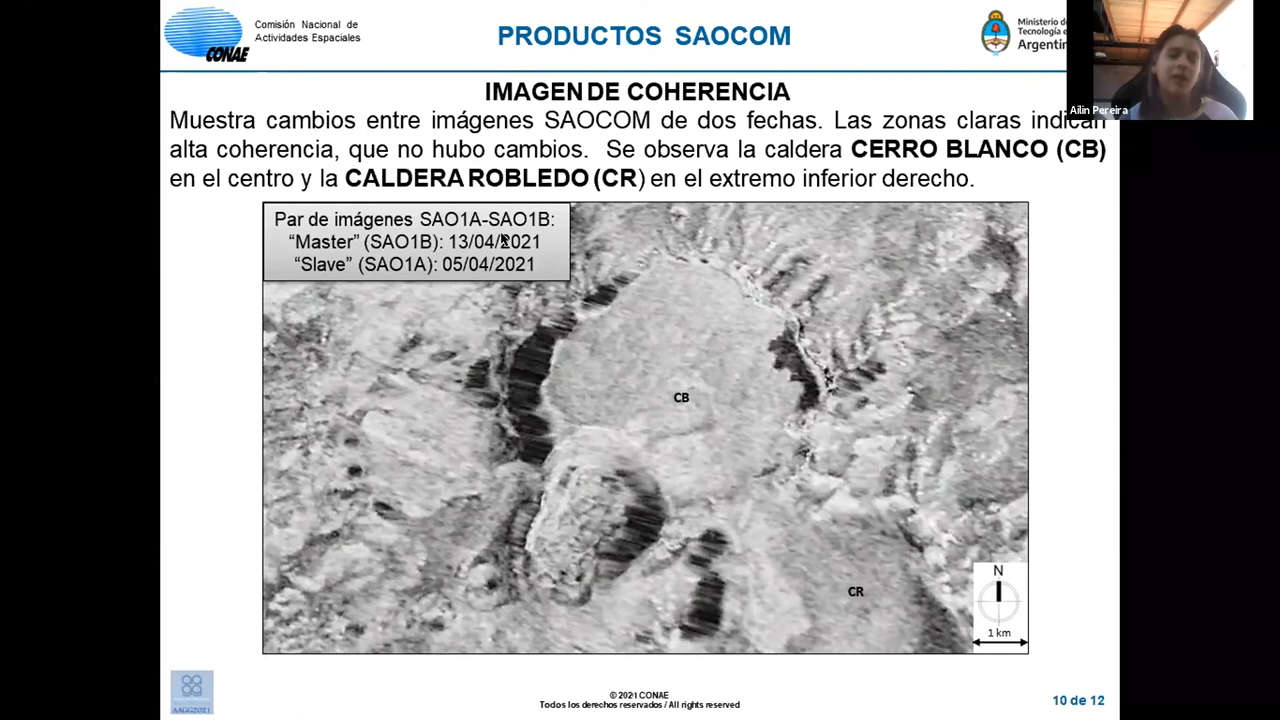 Comisión Nacional de
Actividades Espaciales
CONAE
PRODUCTOS SAOCOM
Ministerio de
Tecnología e
Argentin
Ailin Pereira
IMAGEN DE COHERENCIA
Muestra cambios entre imágenes SAOCOM de dos fechas. Las zonas claras indican
alta coherencia, que no hubo cambios. Se observa la caldera CERRO BLANCO (CB)
en el centro y la CALDERA ROBLEDO (CR) en el extremo inferior derecho.
Par de imágenes SAO1A-SAO1B:
“Master” (SAO1B): 13/04/2021
“Slave” (SAO1A): 05/04/2021
CB
CR
N
1 km
AAGG2021
© 2021 CONAE
Todos los derechos reservados / All rights reserved
10 de 12